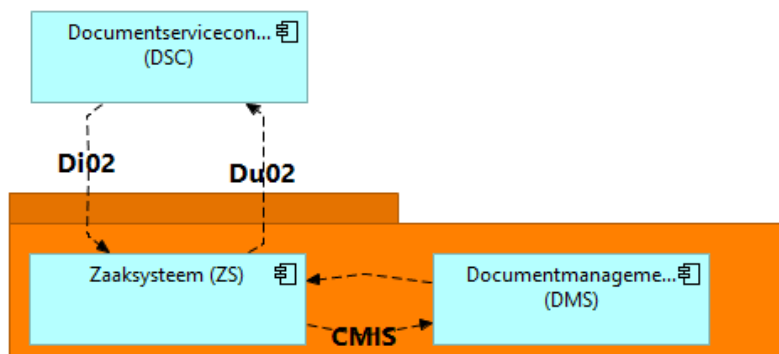 Documentservicecon...
(DSC)
Di02
Du02
Zaaksysteem (ZS)
Documentmanageme...
(DMS)
CMIS